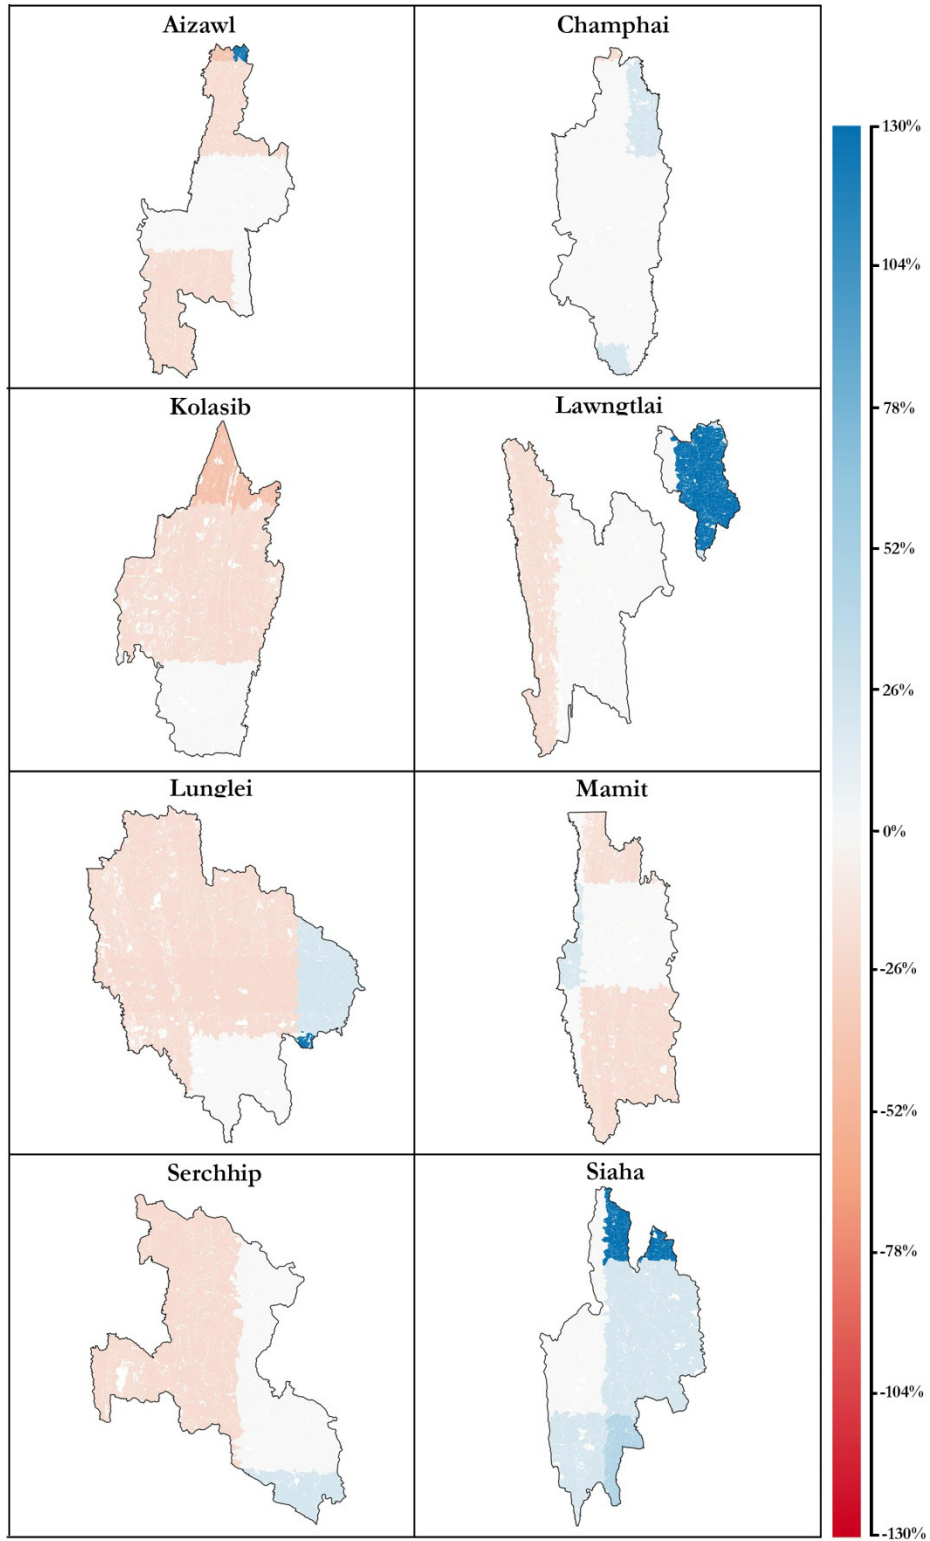 Aizawl
Champhai
Kolasib
Lawngtlai
Lunglei
Mamit
Serchhip
Siaha
130%
104%
78%
52%
26%
0%
-26%
-52%
-78%
-104%
-130%